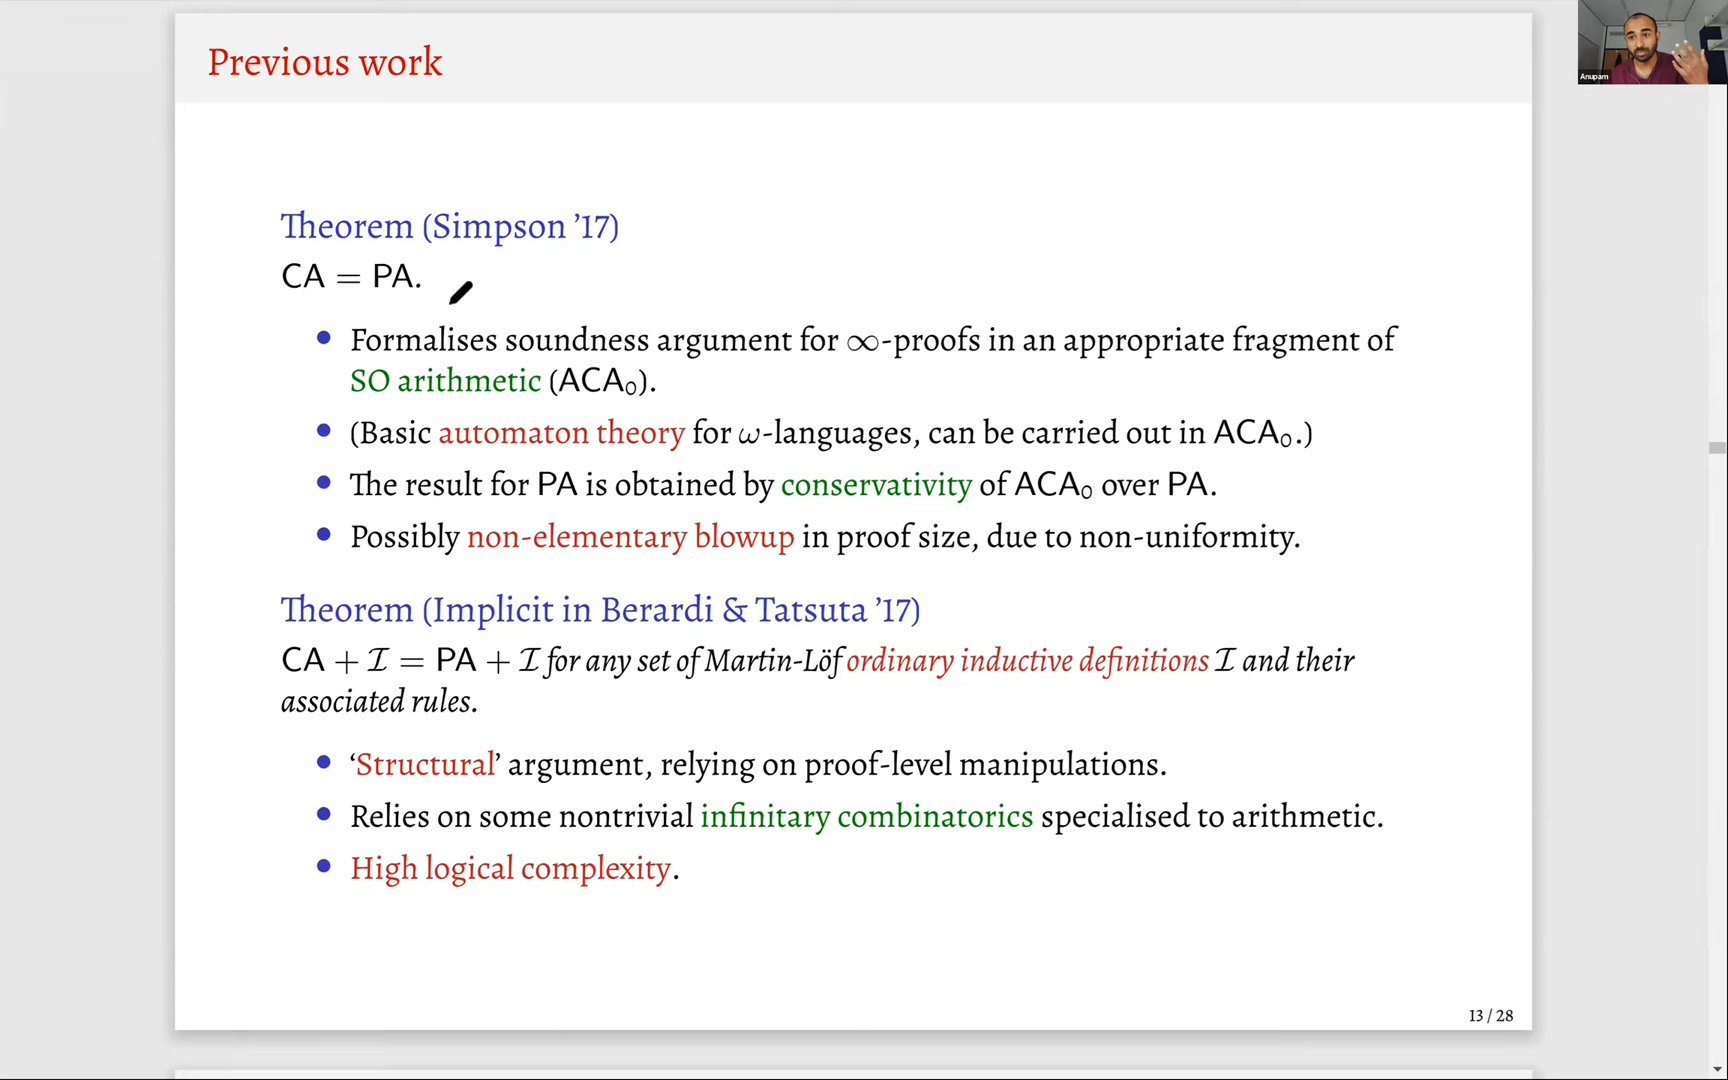 Previous work
Anupam
Theorem (Simpson ’17)
CA = PA.
• Formalises soundness argument for ∞-proofs in an appropriate fragment of
SO arithmetic (ACA₀).
• (Basic automaton theory for ω-languages, can be carried out in ACA₀.)
• The result for PA is obtained by conservativity of ACA₀ over PA.
• Possibly non-elementary blowup in proof size, due to non-uniformity.
Theorem (Implicit in Berardi & Tatsuta ’17)
CA + ℐ = PA + ℐ for any set of Martin-Löf ordinary inductive definitions ℐ and their
associated rules.
• ‘Structural’ argument, relying on proof-level manipulations.
• Relies on some nontrivial infinitary combinatorics specialised to arithmetic.
• High logical complexity.
13 / 28